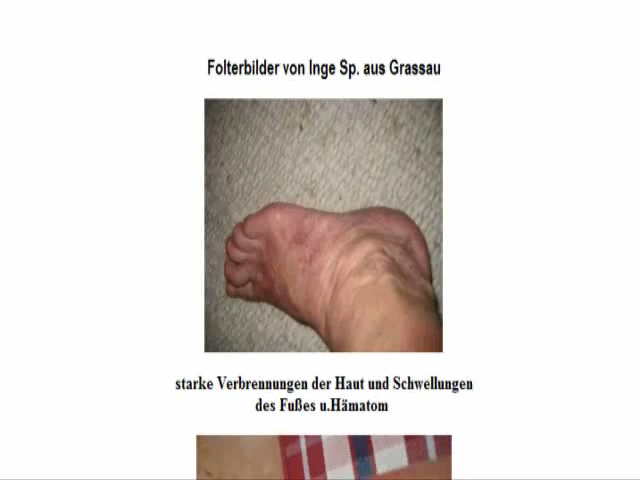 Folterbilder von Inge Sp. aus Grassau
starke Verbrennungen der Haut und Schwellungen
des Fußes u.Hämatom